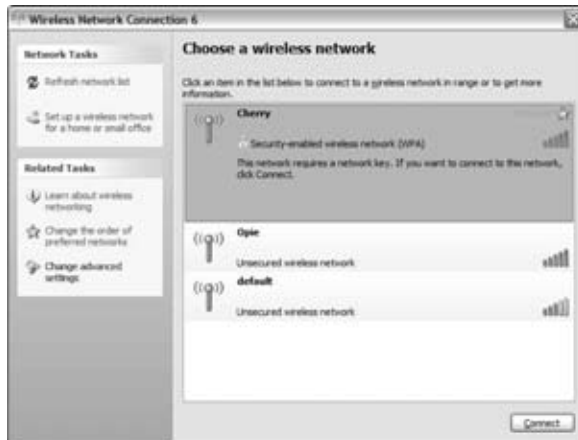 Wireless Network Connection 6
Network Tasks
Refresh network list
Set up a wireless network
for a home or small office
Related Tasks
Learn about wireless
networking
Change the order of
preferred networks
Change advanced
settings
Choose a wireless network
Click an item in the list below to connect to a wireless network in range or to get more
information.
Cherry
Security-enabled wireless network (WPA)
This network requires a network key. If you want to connect to this network,
click Connect.
Opie
Unsecured wireless network
default
Unsecured wireless network
Connect